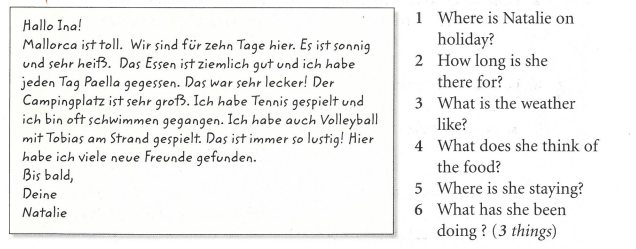 Hallo Ina!
Mallorca ist toll. Wir sind für zehn Tage hier. Es ist sonnig
und sehr heiß. Das Essen ist ziemlich gut und ich habe
jeden Tag Paella gegessen. Das war sehr lecker! Der
Campingplatz ist sehr groß. Ich habe Tennis gespielt und
ich bin oft schwimmen gegangen. Ich habe auch Volleyball
mit Tobias am Strand gespielt. Das ist immer so lustig! Hier
habe ich viele neue Freunde gefunden.
Bis bald,
Deine
Natalie
1 Where is Natalie on
holiday?
2 How long is she
there for?
3 What is the weather
like?
4 What does she think of
the food?
5 Where is she staying?
6 What has she been
doing ? (3 things)